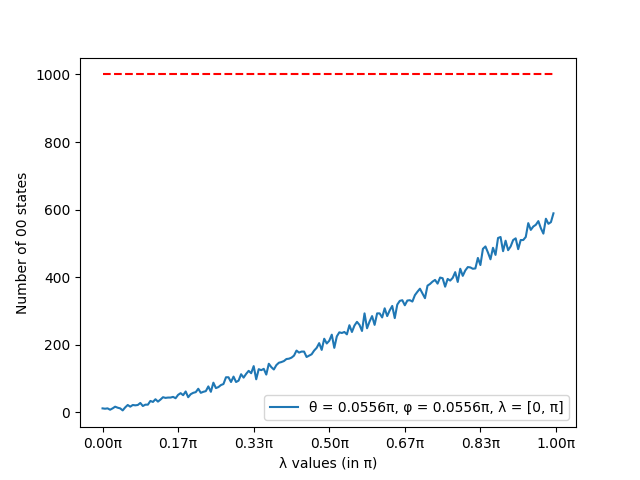 1000
800
600
400
200
0
Number of 00 states
θ = 0.0556π, φ = 0.0556π, λ = [0, π]
0.00π 0.17π 0.33π 0.50π 0.67π 0.83π 1.00π
λ values (in π)